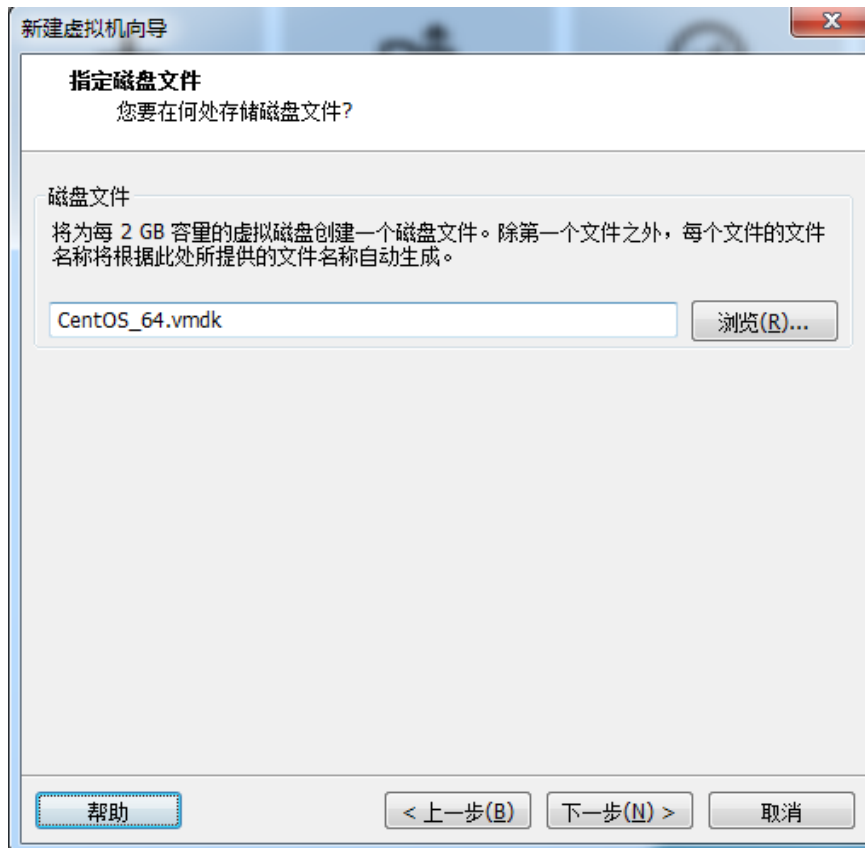 新建虚拟机向导
指定磁盘文件
您要在何处存储磁盘文件?
磁盘文件
将为每 2 GB 容量的虚拟磁盘创建一个磁盘文件。除第一个文件之外，每个文件的文件
名称将根据此处所提供的文件名称自动生成。
CentOS_64.vmdk
浏览(R)...
帮助
< 上一步(B)
下一步(N) >
取消